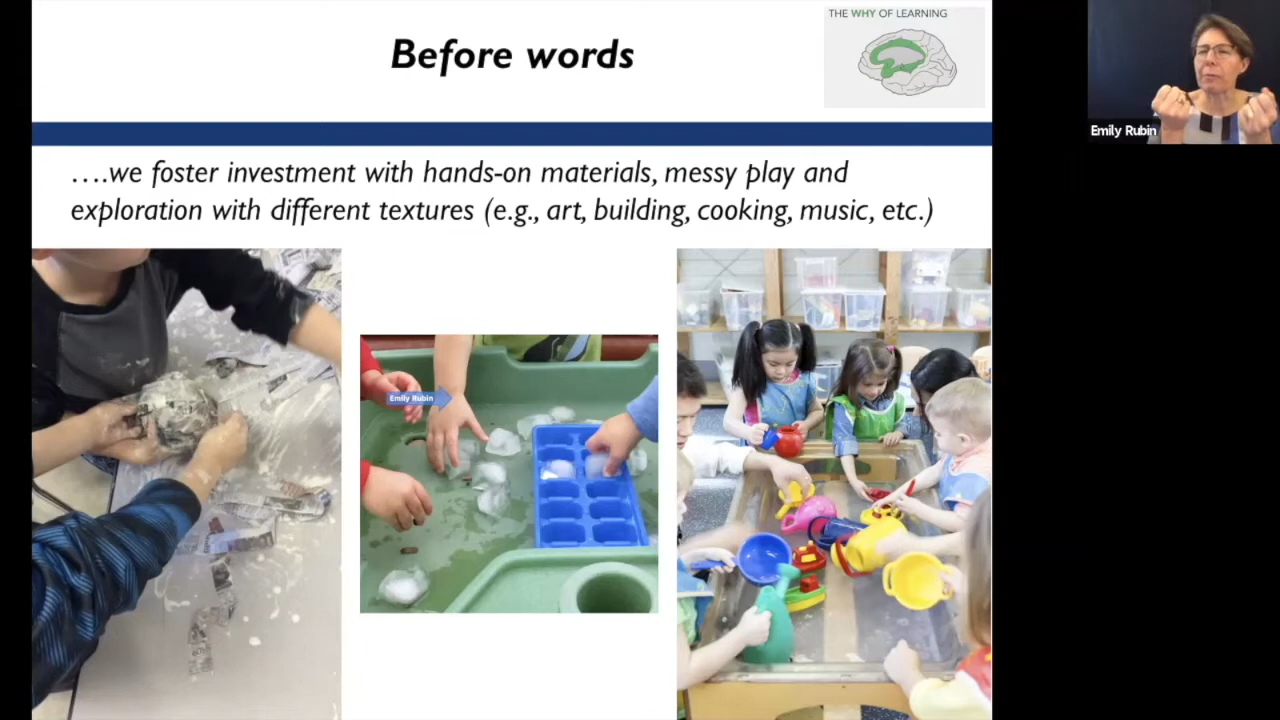 Before words
THE WHY OF LEARNING
….we foster investment with hands-on materials, messy play and
exploration with different textures (e.g., art, building, cooking, music, etc.)
Emily Rubin
Emily Rubin